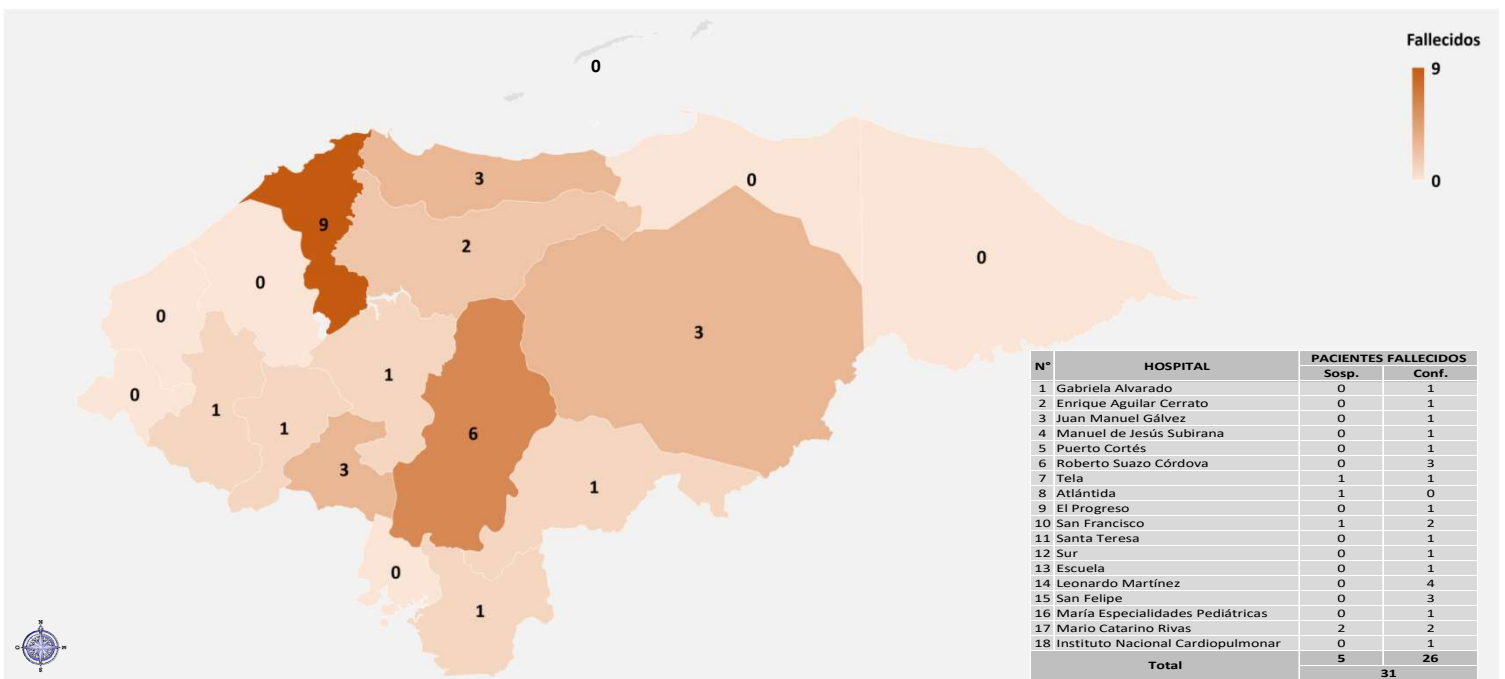 Fallecidos
9
0
0
3
0
9
2
0
0
0
3
0
1
0
1
1
6
3
1
0
1
N
O
E
S
N° HOSPITAL PACIENTES FALLECIDOS
Sosp. Conf.
1 Gabriela Alvarado 0 1
2 Enrique Aguilar Cerrato 0 1
3 Juan Manuel Gálvez 0 1
4 Manuel de Jesús Subirana 0 1
5 Puerto Cortés 0 1
6 Roberto Suazo Córdova 0 3
7 Tela 1 1
8 Atlántida 1 0
9 El Progreso 0 1
10 San Francisco 1 2
11 Santa Teresa 0 1
12 Sur 0 1
13 Escuela 0 1
14 Leonardo Martínez 0 4
15 San Felipe 0 3
16 María Especialidades Pediátricas 0 1
17 Mario Catarino Rivas 2 2
18 Instituto Nacional Cardiopulmonar 0 1
Total 5 26
31